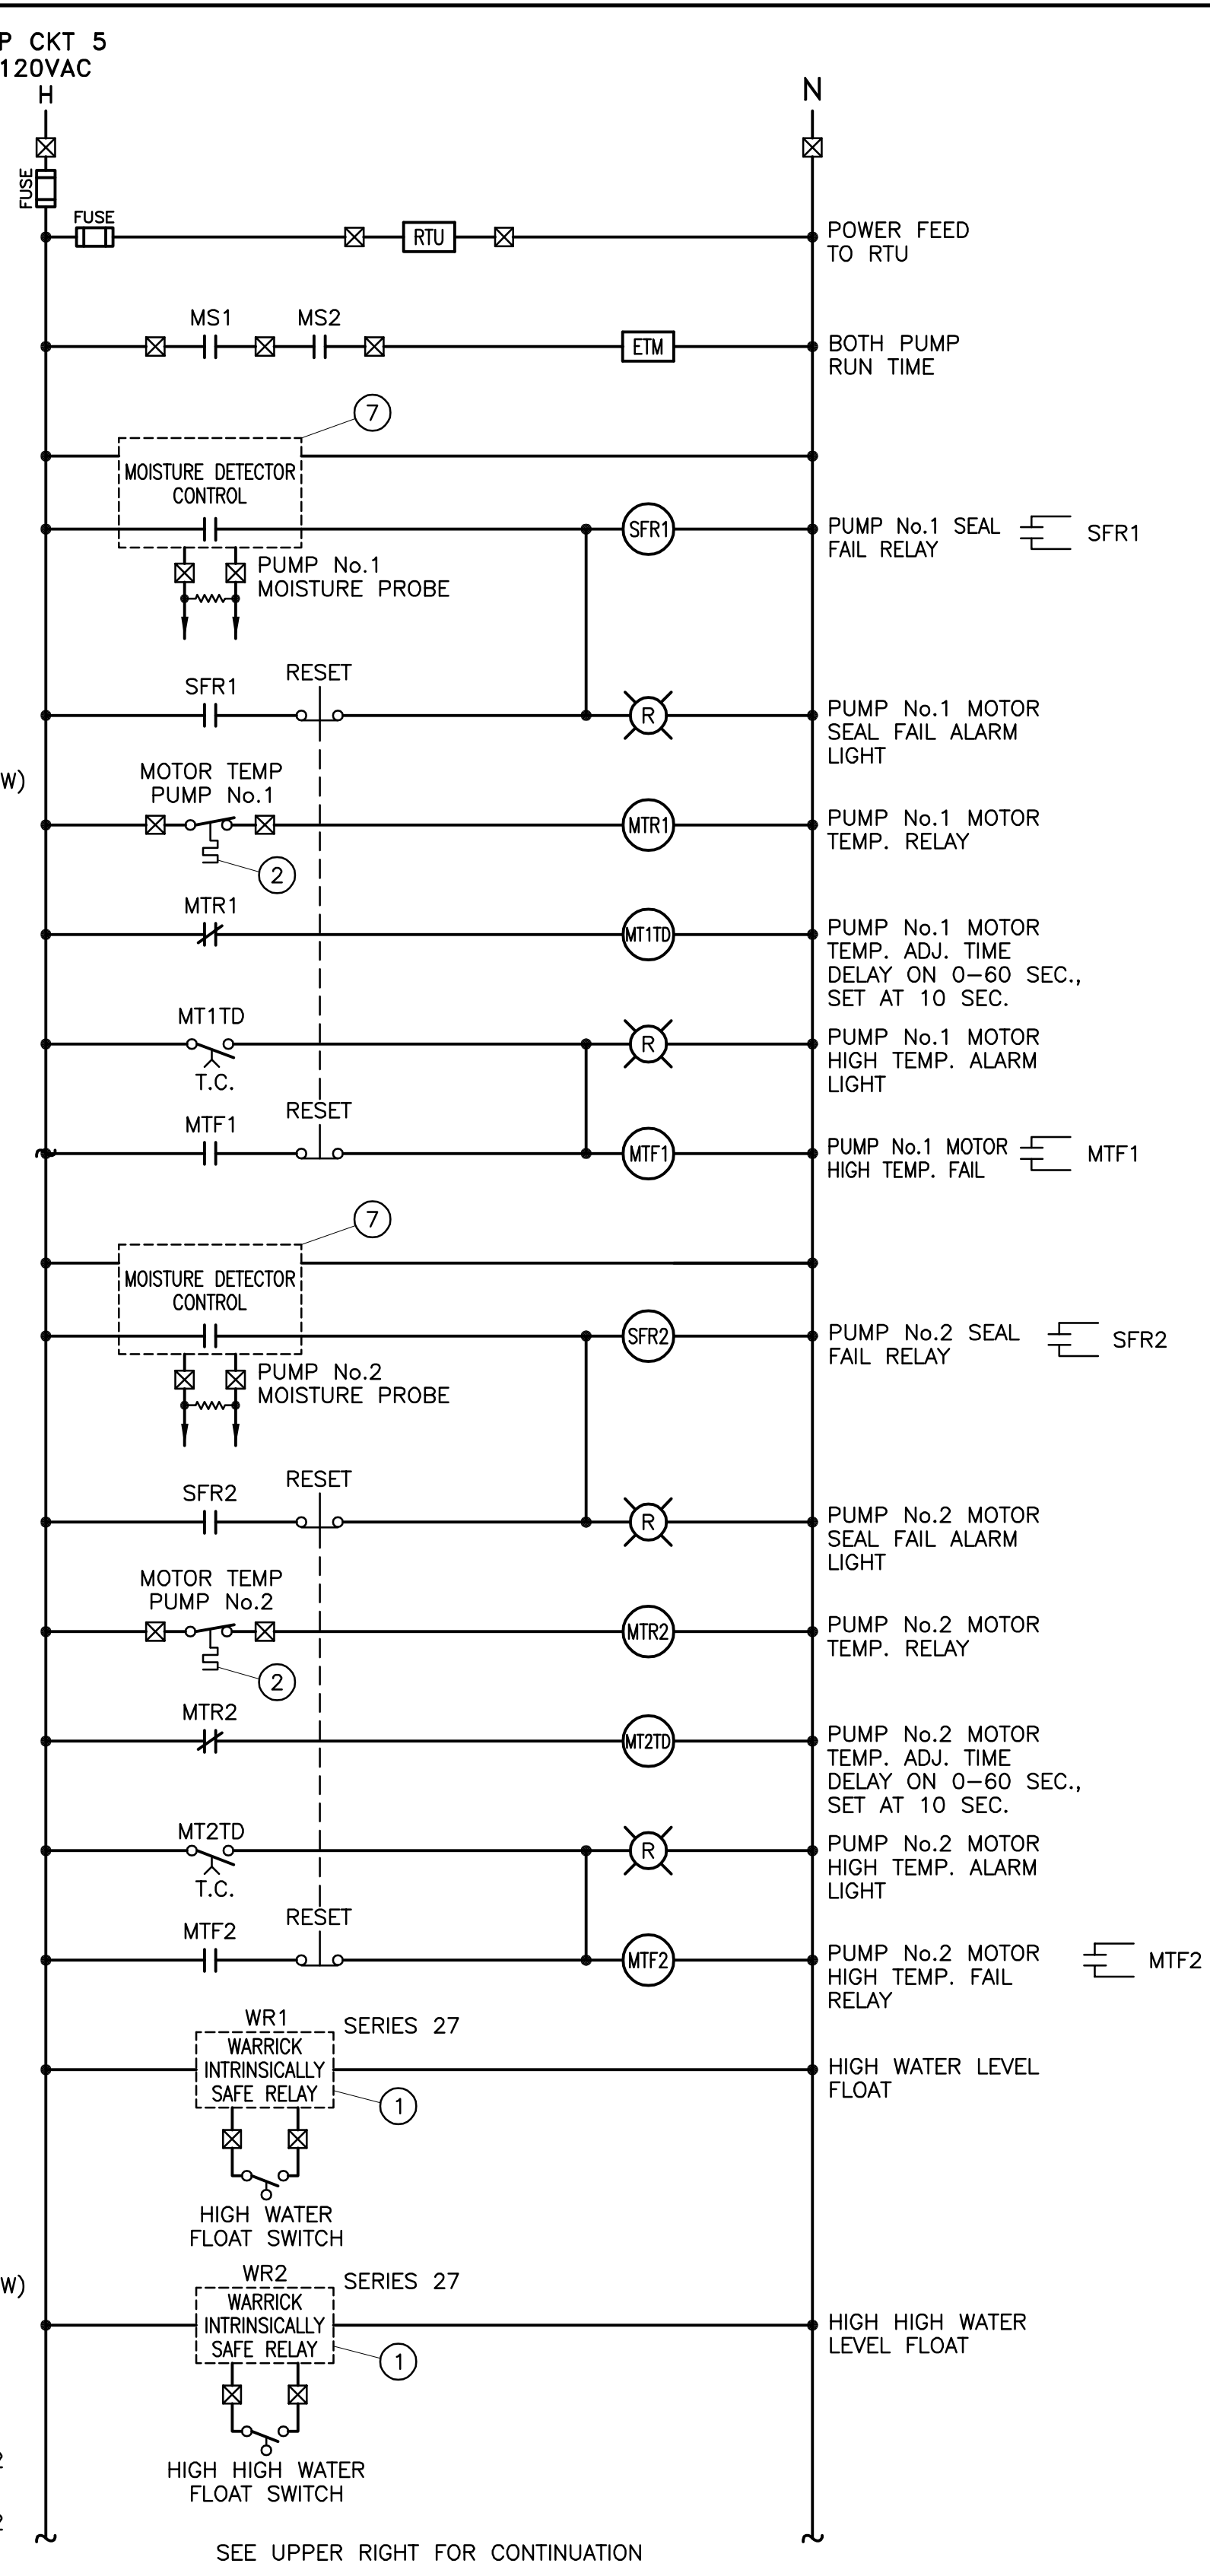 P CKT 5
120VAC
H
N
FUSE
FUSE
RTU
POWER FEED
TO RTU
MS1
MS2
ETM
BOTH PUMP
RUN TIME
7
MOISTURE DETECTOR
CONTROL
SFR1
PUMP No.1 SEAL
FAIL RELAY
SFR1
PUMP No.1
MOISTURE PROBE
SFR1
RESET
R
PUMP No.1 MOTOR
SEAL FAIL ALARM
LIGHT
W)
MOTOR TEMP
PUMP No.1
MTR1
PUMP No.1 MOTOR
TEMP. RELAY
2
MTR1
MT1TD
PUMP No.1 MOTOR
TEMP. ADJ. TIME
DELAY ON 0-60 SEC.,
SET AT 10 SEC.
MT1TD
T.C.
R
PUMP No.1 MOTOR
HIGH TEMP. ALARM
LIGHT
MTF1
RESET
MTF1
PUMP No.1 MOTOR
HIGH TEMP. FAIL
MTF1
7
MOISTURE DETECTOR
CONTROL
SFR2
PUMP No.2 SEAL
FAIL RELAY
SFR2
PUMP No.2
MOISTURE PROBE
SFR2
RESET
R
PUMP No.2 MOTOR
SEAL FAIL ALARM
LIGHT
MOTOR TEMP
PUMP No.2
MTR2
PUMP No.2 MOTOR
TEMP. RELAY
2
MTR2
MT2TD
PUMP No.2 MOTOR
TEMP. ADJ. TIME
DELAY ON 0-60 SEC.,
SET AT 10 SEC.
MT2TD
T.C.
R
PUMP No.2 MOTOR
HIGH TEMP. ALARM
LIGHT
MTF2
RESET
MTF2
PUMP No.2 MOTOR
HIGH TEMP. FAIL
RELAY
MTF2
WR1
SERIES 27
WARRICK
INTRINSICALLY
SAFE RELAY
1
HIGH WATER LEVEL
FLOAT
HIGH WATER
FLOAT SWITCH
W)
WR2
SERIES 27
WARRICK
INTRINSICALLY
SAFE RELAY
1
HIGH HIGH WATER
LEVEL FLOAT
HIGH HIGH WATER
FLOAT SWITCH
SEE UPPER RIGHT FOR CONTINUATION